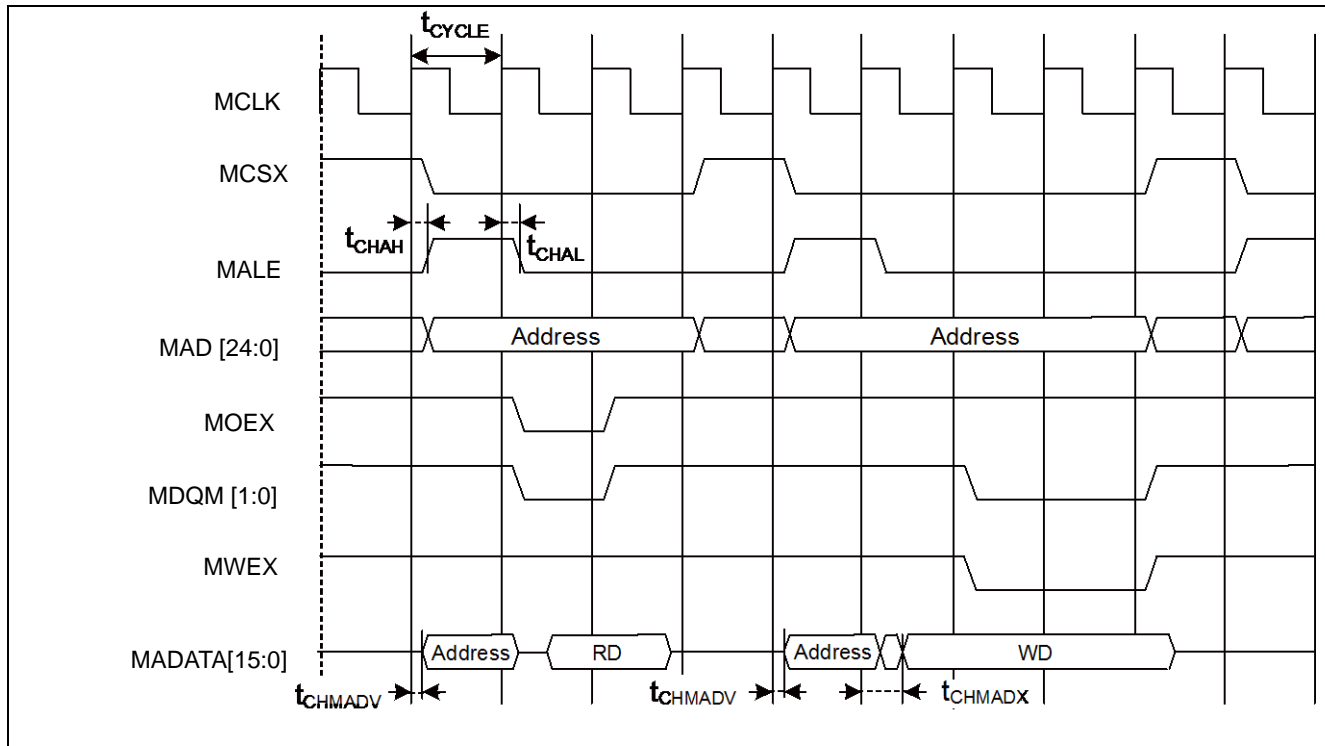 tCYCLE
MCLK
MCSX
tCHAH
tCHAL
MALE
MAD [24:0]
Address
Address
MOEX
MDQM [1:0]
MWEX
MADATA[15:0]
Address
RD
Address
WD
tCHMADV
tCHMADV
tCHMADX